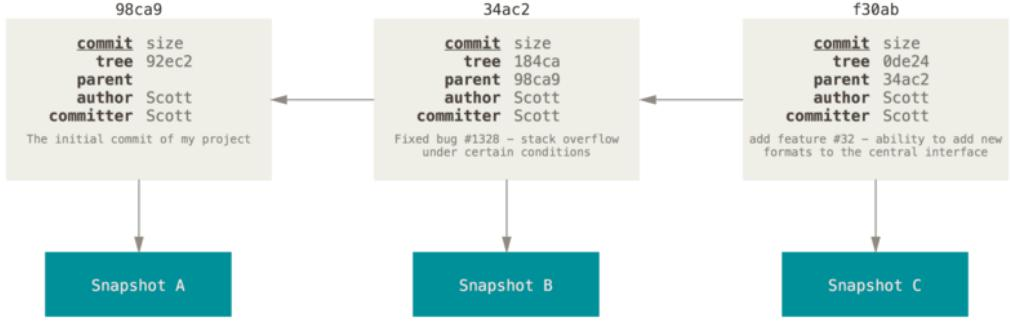 98ca9
commit size
tree 92ec2
parent
author Scott
committer Scott
The initial commit of my project
Snapshot A
34ac2
commit size
tree 184ca
parent 98ca9
author Scott
committer Scott
Fixed bug #1328 – stack overflow
under certain conditions
Snapshot B
f30ab
commit size
tree 0de24
parent 34ac2
author Scott
committer Scott
add feature #32 – ability to add new
formats to the central interface
Snapshot C